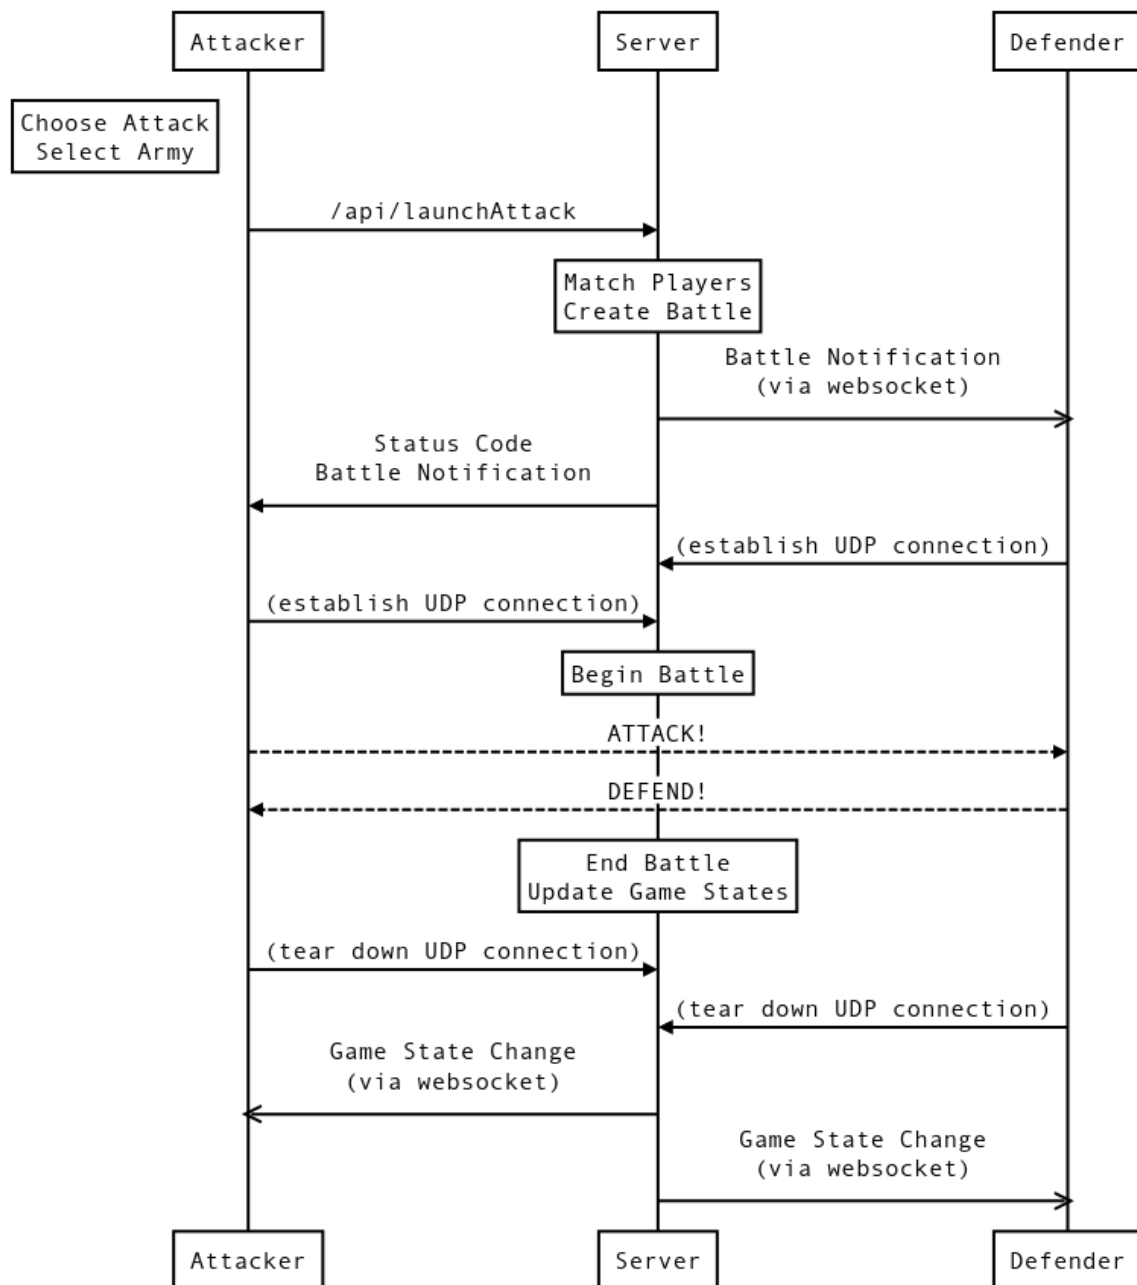 Attacker
Server
Defender
Choose Attack
Select Army
/api/launchAttack
Match Players
Create Battle
Battle Notification
(via websocket)
Status Code
Battle Notification
(establish UDP connection)
(establish UDP connection)
Begin Battle
ATTACK!
DEFEND!
End Battle
Update Game States
(tear down UDP connection)
(tear down UDP connection)
Game State Change
(via websocket)
Game State Change
(via websocket)
Attacker
Server
Defender